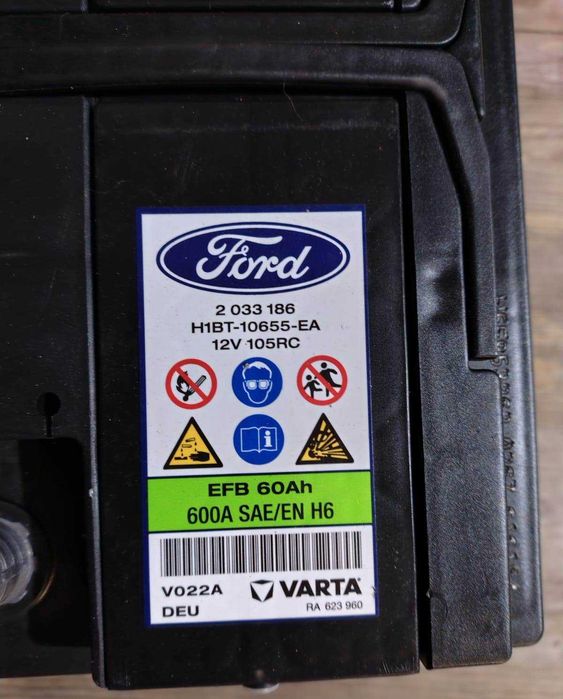 Ford
2 033 186
H1BT-10655-EA
12V 105RC
EFB 60Ah
600A SAE/EN H6
V022A
VARTA
DEU
RA 623 960